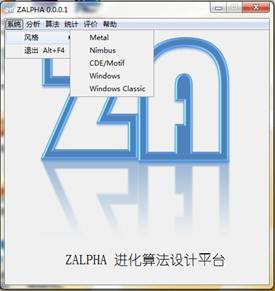 ZALPHA 0.0.0.1
系统 分析 算法 统计 评价 帮助
风格
退出 Alt+F4
Metal
Nimbus
CDE/Motif
Windows
Windows Classic
ZA
ZALPHA 进化算法设计平台